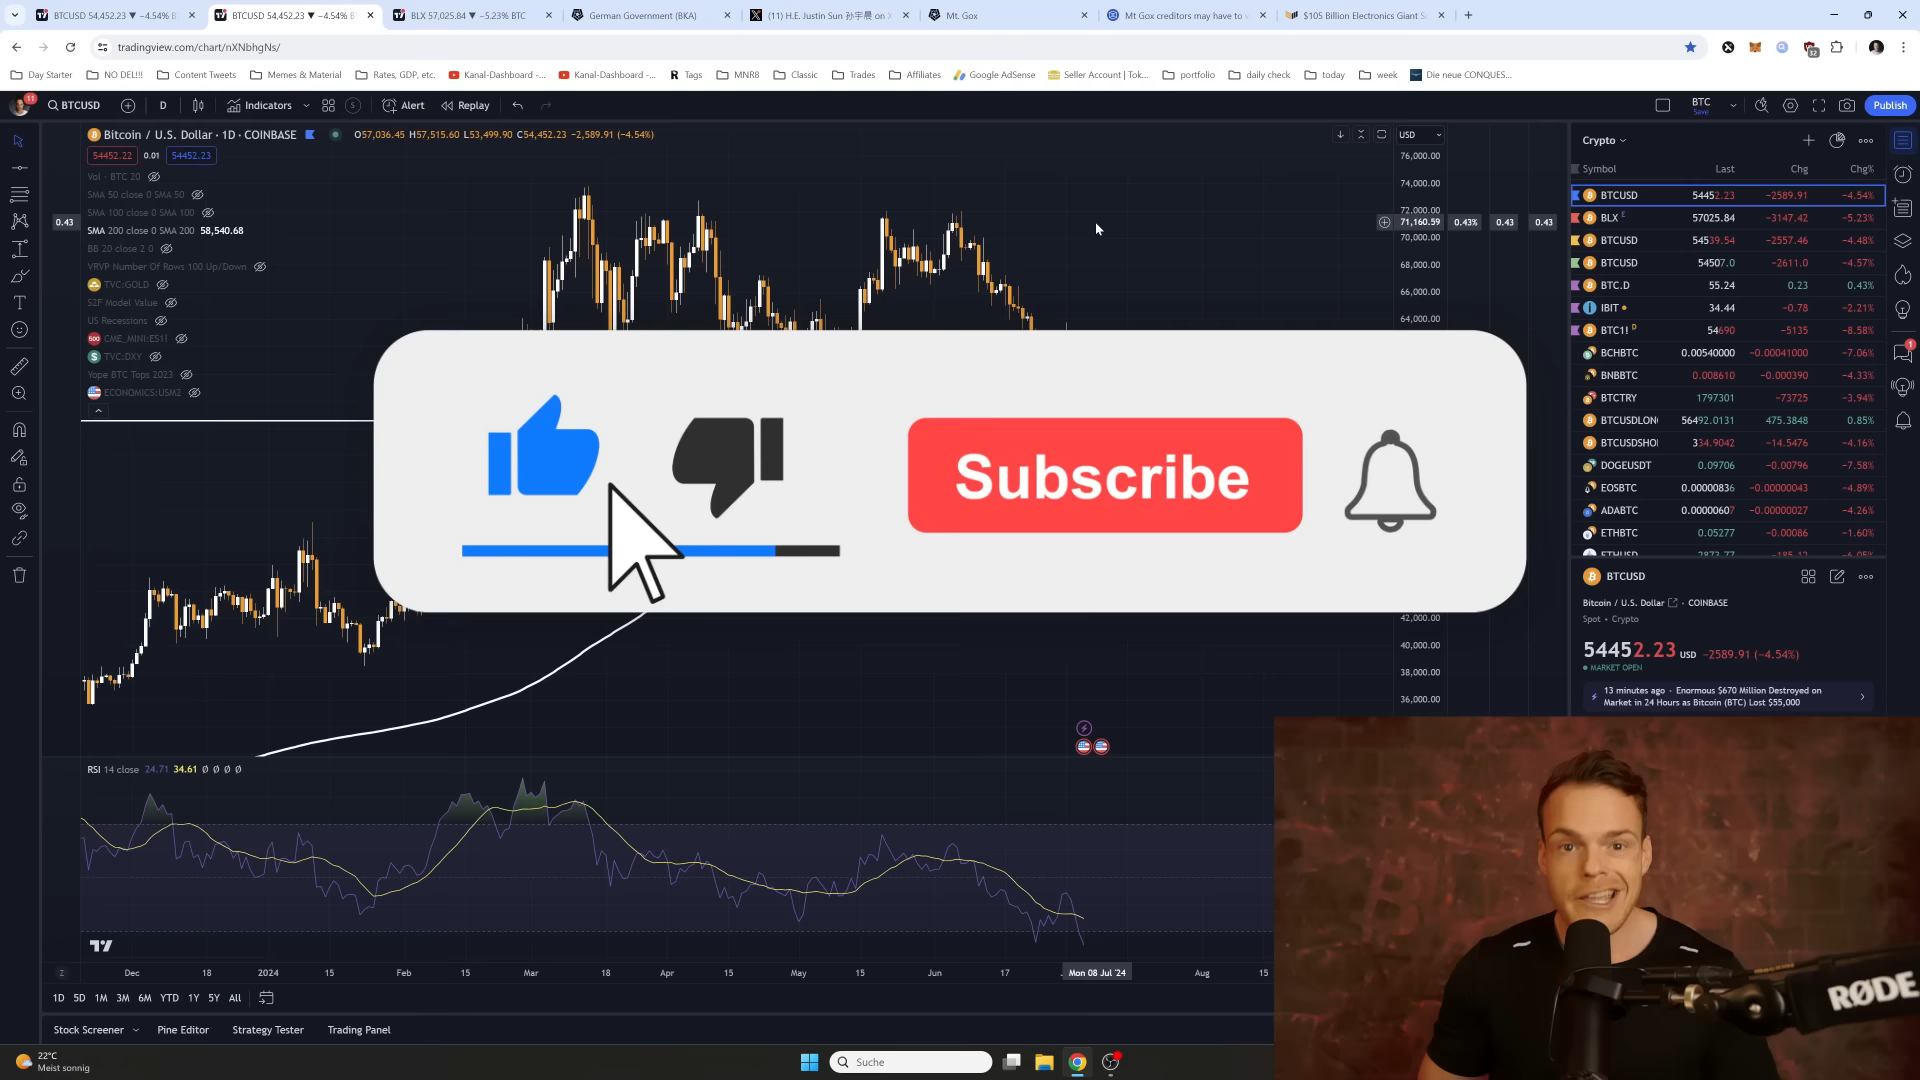 BTCUSD 54,452.23 ▼ −4.54% B
BTCUSD 54,452.23 ▼ −4.54% B
BLX 57,025.84 ▼ −5.23% BTC
German Government (BKA)
(11) H.E. Justin Sun 孙宇晨 on X
Mt. Gox
Mt Gox creditors may have to
$105 Billion Electronics Giant S
tradingview.com/chart/nXNbhgNs/
32
Day Starter
NO DEL!!!
Content Tweets
Memes & Material
Rates, GDP, etc.
Kanal-Dashboard -...
Kanal-Dashboard -...
Tags
MNR8
Classic
Trades
Affiliates
Google AdSense
Seller Account | Tok...
portfolio
daily check
today
week
Die neue CONQUES...
11
BTCUSD
D
Indicators
Alert
Replay
BTC
Save
Publish
Bitcoin / U.S. Dollar · 1D · COINBASE
O57,036.45 H57,515.60 L53,499.90 C54,452.23 −2,589.91 (−4.54%)
USD
54452.22 0.01 54452.23
Vol · BTC 20
SMA 50 close 0 SMA 50
SMA 100 close 0 SMA 100
SMA 200 close 0 SMA 200 58,540.68
BB 20 close 2 0
VRVP Number Of Rows 100 Up/Down
TVC:GOLD
S2F Model Value
US Recessions
CME_MINI:ES1!
TVC:DXY
Yope BTC Tops 2023
ECONOMICS:USM2
0.43
76,000.00
74,000.00
72,000.00
71,160.59 0.43% 0.43 0.43
70,000.00
68,000.00
66,000.00
64,000.00
42,000.00
40,000.00
38,000.00
36,000.00
Subscribe
Crypto
Symbol Last Chg Chg%
BTCUSD 54452.23 −2589.91 −4.54%
BLX E 57025.84 −3147.42 −5.23%
BTCUSD 54539.54 −2557.46 −4.48%
BTCUSD 54507.0 −2611.0 −4.57%
BTC.D 55.24 0.23 0.43%
IBIT 34.44 −0.78 −2.21%
BTC1! D 54690 −5135 −8.58%
BCHBTC 0.00540000 −0.00041000 −7.06%
BNBBTC 0.008610 −0.000390 −4.33%
BTCTRY 1797301 −73725 −3.94%
BTCUSDLON 56492.0131 475.3848 0.85%
BTCUSDSHO 334.9042 −14.5476 −4.16%
DOGEUSDT 0.09706 −0.00796 −7.58%
EOSBTC 0.00000836 −0.00000043 −4.89%
ADABTC 0.00000607 −0.00000027 −4.26%
ETHBTC 0.05277 −0.00086 −1.60%
ETHUSD 2873.77 −185.12 −6.05%
1
BTCUSD
Bitcoin / U.S. Dollar · COINBASE
Spot • Crypto
54452.23 USD −2589.91 (−4.54%)
MARKET OPEN
13 minutes ago · Enormous $670 Million Destroyed on
Market in 24 Hours as Bitcoin (BTC) Lost $55,000
RSI 14 close 24.71 34.61 Ø Ø Ø Ø
Z
Dec 18 2024 15 Feb 15 Mar 18 Apr 15 May 15 Jun 17 Mon 08 Jul '24 Aug 15
1D 5D 1M 3M 6M YTD 1Y 5Y All
Stock Screener
Pine Editor
Strategy Tester
Trading Panel
RØDE
22°C
Meist sonnig
Suche